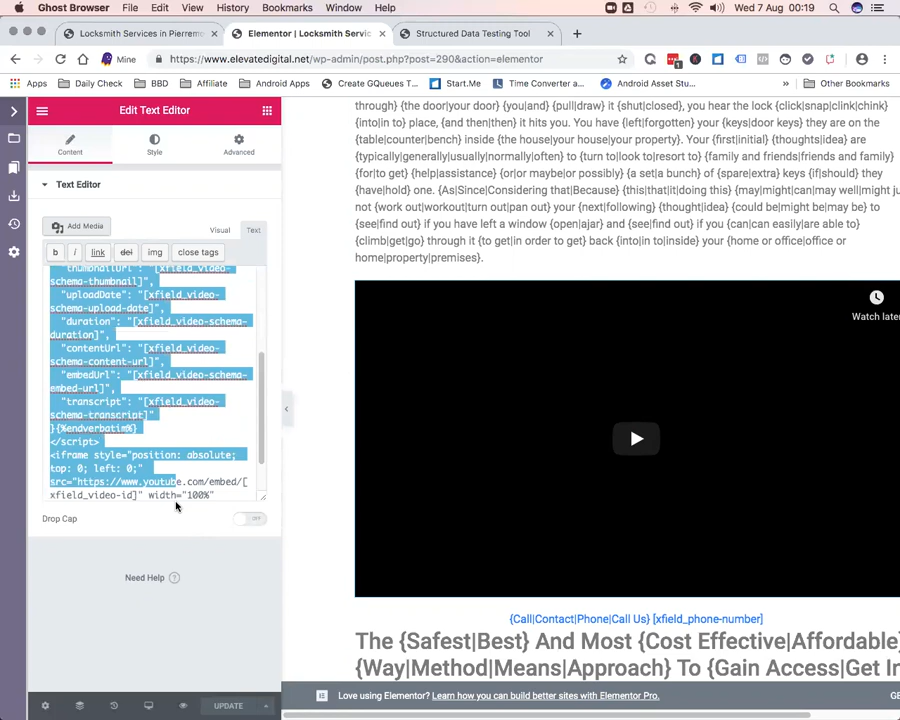 Ghost Browser File Edit View History Bookmarks Window Help
Wed 7 Aug 00:19
Locksmith Services in Pierremo
Elementor | Locksmith Servic
Structured Data Testing Tool
Mine
https://www.elevatedigital.net/wp-admin/post.php?post=290&action=elementor
Apps
Daily Check
BBD
Affiliate
Android Apps
Create GQueues T...
Start.Me
Time Converter a...
Android Asset Stu...
» Other Bookmarks
Edit Text Editor
Content
Style
Advanced
Text Editor
Add Media
Visual
Text
b
i
link
del
img
close tags
thumbnailUrl": "[xfield_video-
schema-thumbnail]",
"uploadDate": "[xfield_video-
schema-upload-date]",
"duration": "[xfield_video-schema-
duration]",
"contentUrl": "[xfield_video-
schema-content-url]",
"embedUrl": "[xfield_video-schema-
embed-url]",
"transcript": "[xfield_video-
schema-transcript]"
}{%endverbatim%}
</script>
<iframe style="position: absolute;
top: 0; left: 0;"
src="https://www.youtube.com/embed/[
xfield_video-id]" width="100%"
Drop Cap
OFF
Need Help ?
UPDATE
through} {the door|your door} {you|and} {pull|draw} it {shut|closed}, you hear the lock {click|snap|clink|chink}
{into|in to} place, {and then|then} it hits you. You have {left|forgotten} your {keys|door keys} they are on the
{table|counter|bench} inside {the house|your house|your property}. Your {first|initial} {thoughts|idea} are
{typically|generally|usually|normally|often} to {turn to|look to|resort to} {family and friends|friends and family}
{for|to get} {help|assistance} {or|or maybe|or possibly} {a set|a bunch} of {spare|extra} keys {if|should} they
{have|hold} one. {As|Since|Considering that|Because} {this|that|it|doing this} {may|might|can|may well|might jus
not {work out|workout|turn out|pan out} your {next|following} {thought|idea} {could be|might be|may be} to
{see|find out} if you have left a window {open|ajar} and {see|find out} if you {can|can easily|are able to}
{climb|get|go} through it {to get|in order to get} back {into|in to|inside} your {home or office|office or
home|property|premises}.
Watch later
{Call|Contact|Phone|Call Us} [xfield_phone-number]
The {Safest|Best} And Most {Cost Effective|Affordable}
{Way|Method|Means|Approach} To {Gain Access|Get In
Love using Elementor? Learn how you can build better sites with Elementor Pro.
GE